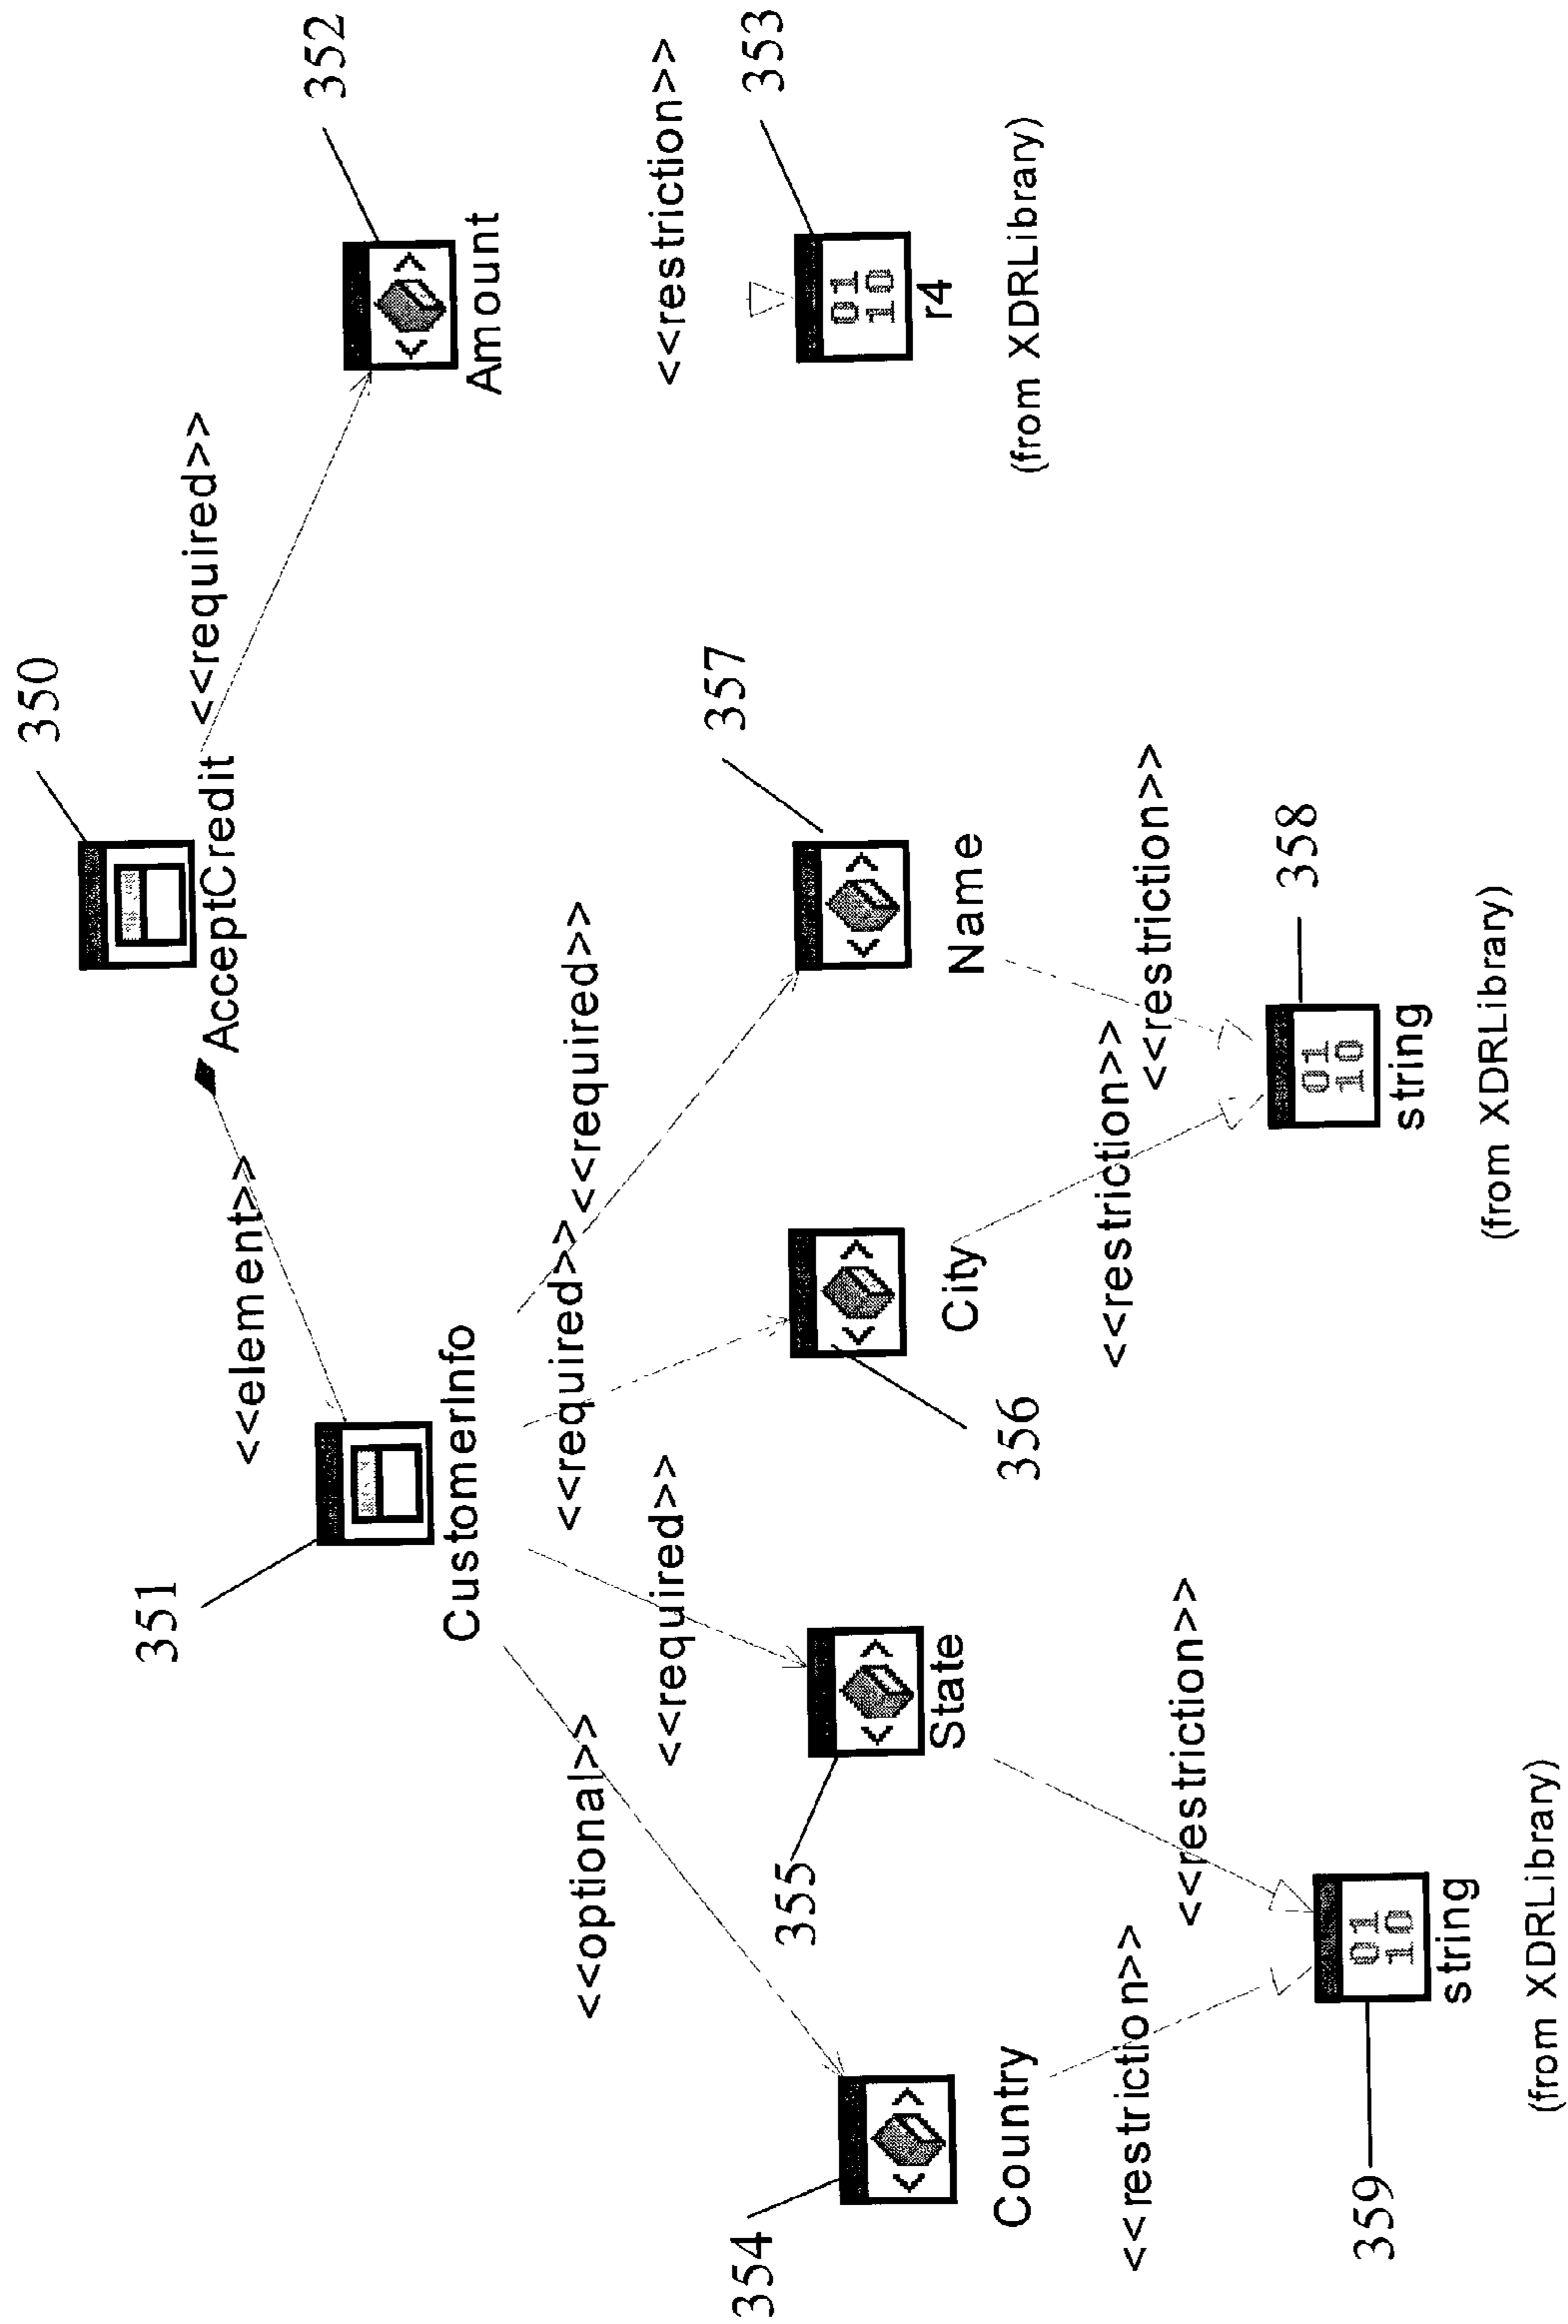 350
AcceptCredit
<<element>>
<<required>>
351
CustomerInfo
352
Amount
<<optional>>
<<required>>
<<required>>
<<required>>
<<restriction>>
354
Country
355
State
356
City
357
Name
353
01
10
r4
(from XDRLibrary)
<<restriction>>
<<restriction>>
<<restriction>>
<<restriction>>
359
01
10
string
(from XDRLibrary)
358
01
10
string
(from XDRLibrary)